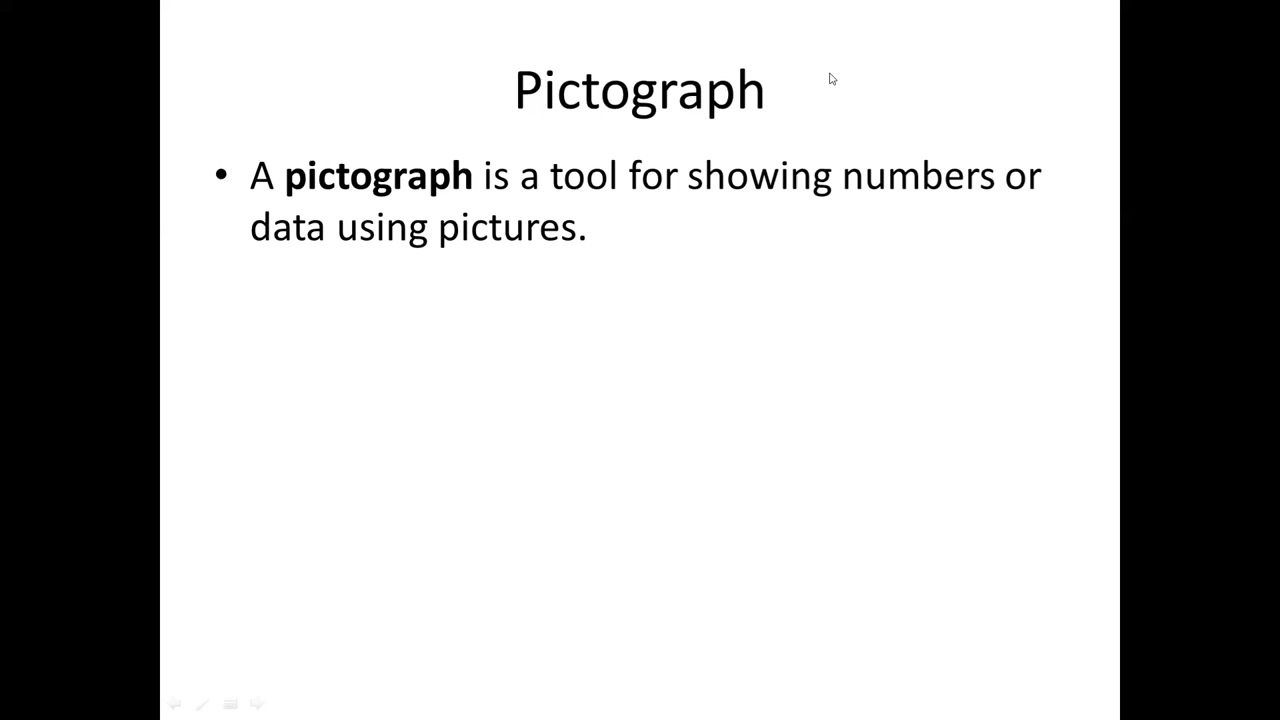 Pictograph
• A pictograph is a tool for showing numbers or
data using pictures.